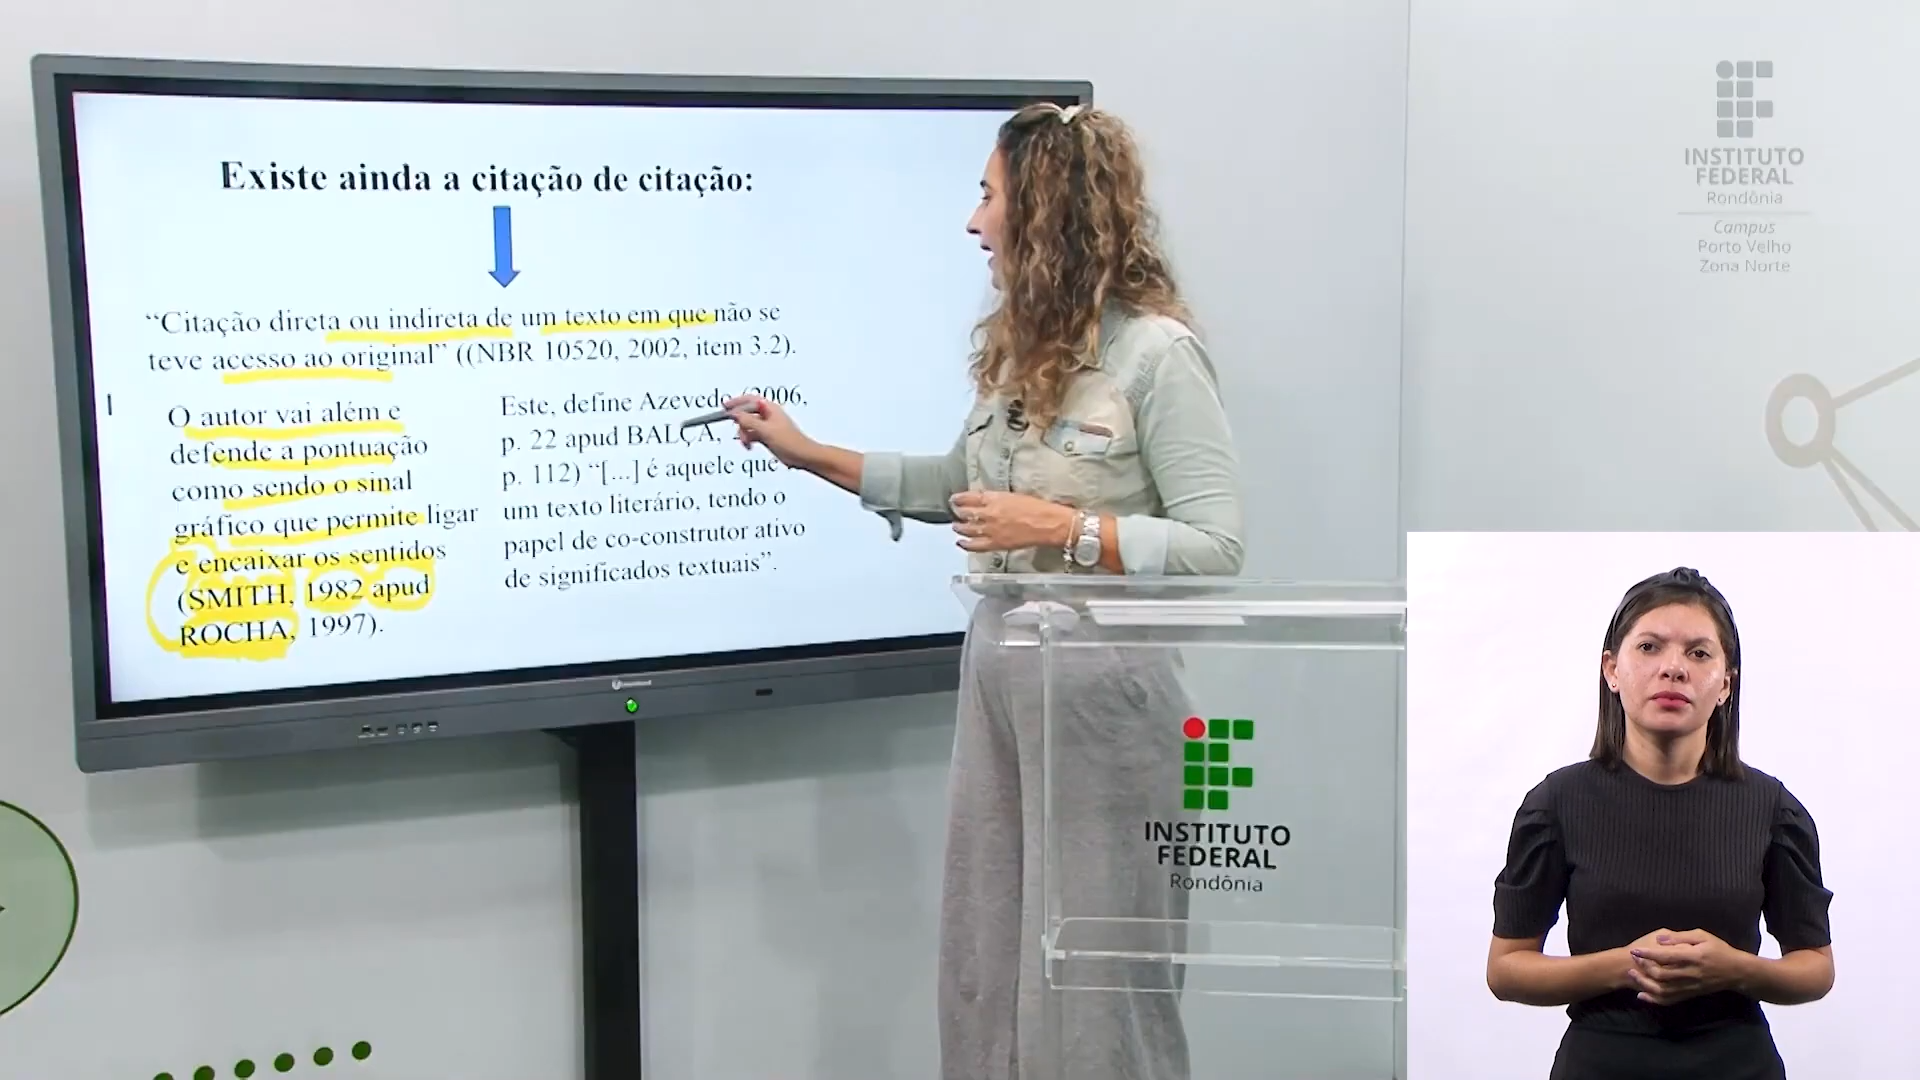 Existe ainda a citação de citação:
“Citação direta ou indireta de um texto em que não se
teve acesso ao original” ((NBR 10520, 2002, item 3.2).
O autor vai além e
defende a pontuação
como sendo o sinal
gráfico que permite ligar
e encaixar os sentidos
(SMITH, 1982 apud
ROCHA, 1997).
Este, define Azevedo (2006,
p. 22 apud BALÇA,
p. 112) “[...] é aquele que
um texto literário, tendo o
papel de co-construtor ativo
de significados textuais”.
INSTITUTO
FEDERAL
Rondônia
Campus
Porto Velho
Zona Norte
INSTITUTO
FEDERAL
Rondônia